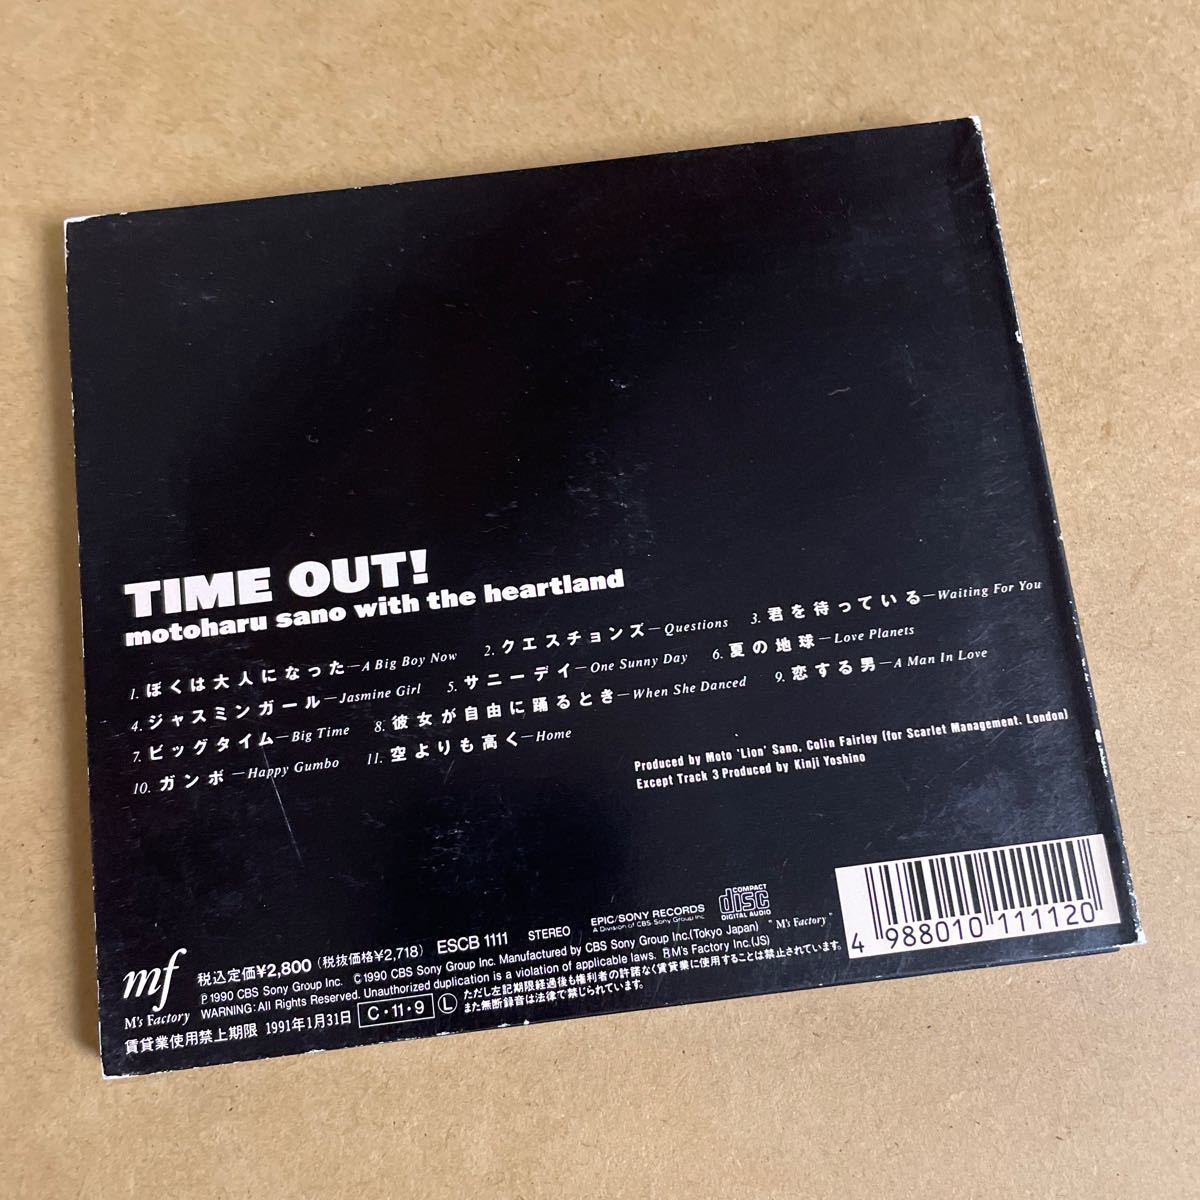 TIME OUT!
motoharu sano with the heartland
1. ぼくは大人になった—A Big Boy Now 2. クエスチョンズ—Questions 3. 君を待っている—Waiting For You
4. ジャスミンガール—Jasmine Girl 5. サニーデイ—One Sunny Day 6. 夏の地球—Love Planets
7. ビッグタイム—Big Time 8. 彼女が自由に踊るとき—When She Danced 9. 恋する男—A Man In Love
10. ガンボ—Happy Gumbo 11. 空よりも高く—Home
Produced by Moto 'Lion' Sano, Colin Fairley (for Scarlet Management. London)
Except Track 3 Produced by Kinji Yoshino
mf
M's Factory
税込定価¥2,800 (税抜価格¥2,718) ESCB 1111 STEREO
EPIC/SONY RECORDS
A Division of CBS Sony Group Inc.
COMPACT
disc
DIGITAL AUDIO
"M's Factory"
℗1990 CBS Sony Group Inc. ©1990 CBS Sony Group Inc. Manufactured by CBS Sony Group Inc.(Tokyo Japan)
WARNING: All Rights Reserved. Unauthorized duplication is a violation of applicable laws. M's Factory Inc.(JS)
賃貸業使用禁止期限 1991年1月31日 C・11・9 Ⓛ
ただし左記期限経過後も権利者の許諾なく賃貸業に使用することは禁止されています。
また無断録音は法律で禁じられています。
4 988010 111120